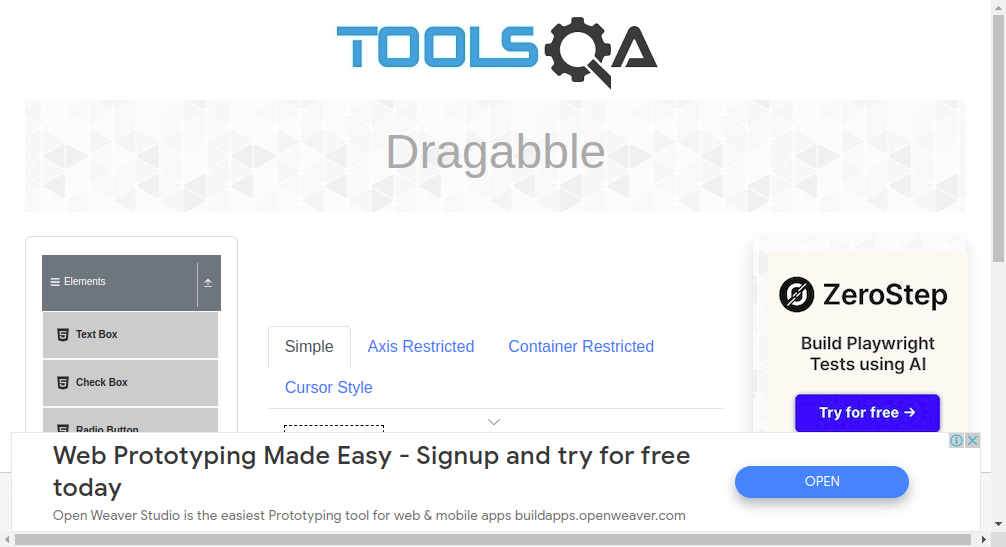 TOOLSQA
Dragabble
Elements
Text Box
Check Box
Radio Button
Simple
Axis Restricted
Container Restricted
Cursor Style
ZeroStep
Build Playwright
Tests using AI
Try for free →
Web Prototyping Made Easy - Signup and try for free
today
Open Weaver Studio is the easiest Prototyping tool for web & mobile apps buildapps.openweaver.com
OPEN